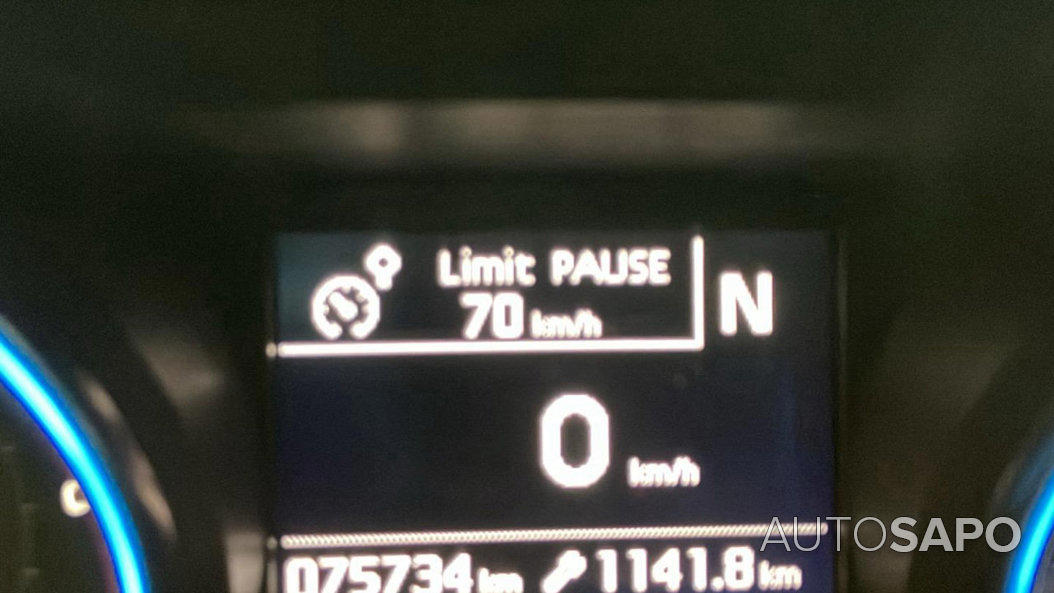 Limit PAUSE
70 km/h
N
0 km/h
075734 km 1141.8 km
AUTOSAPO